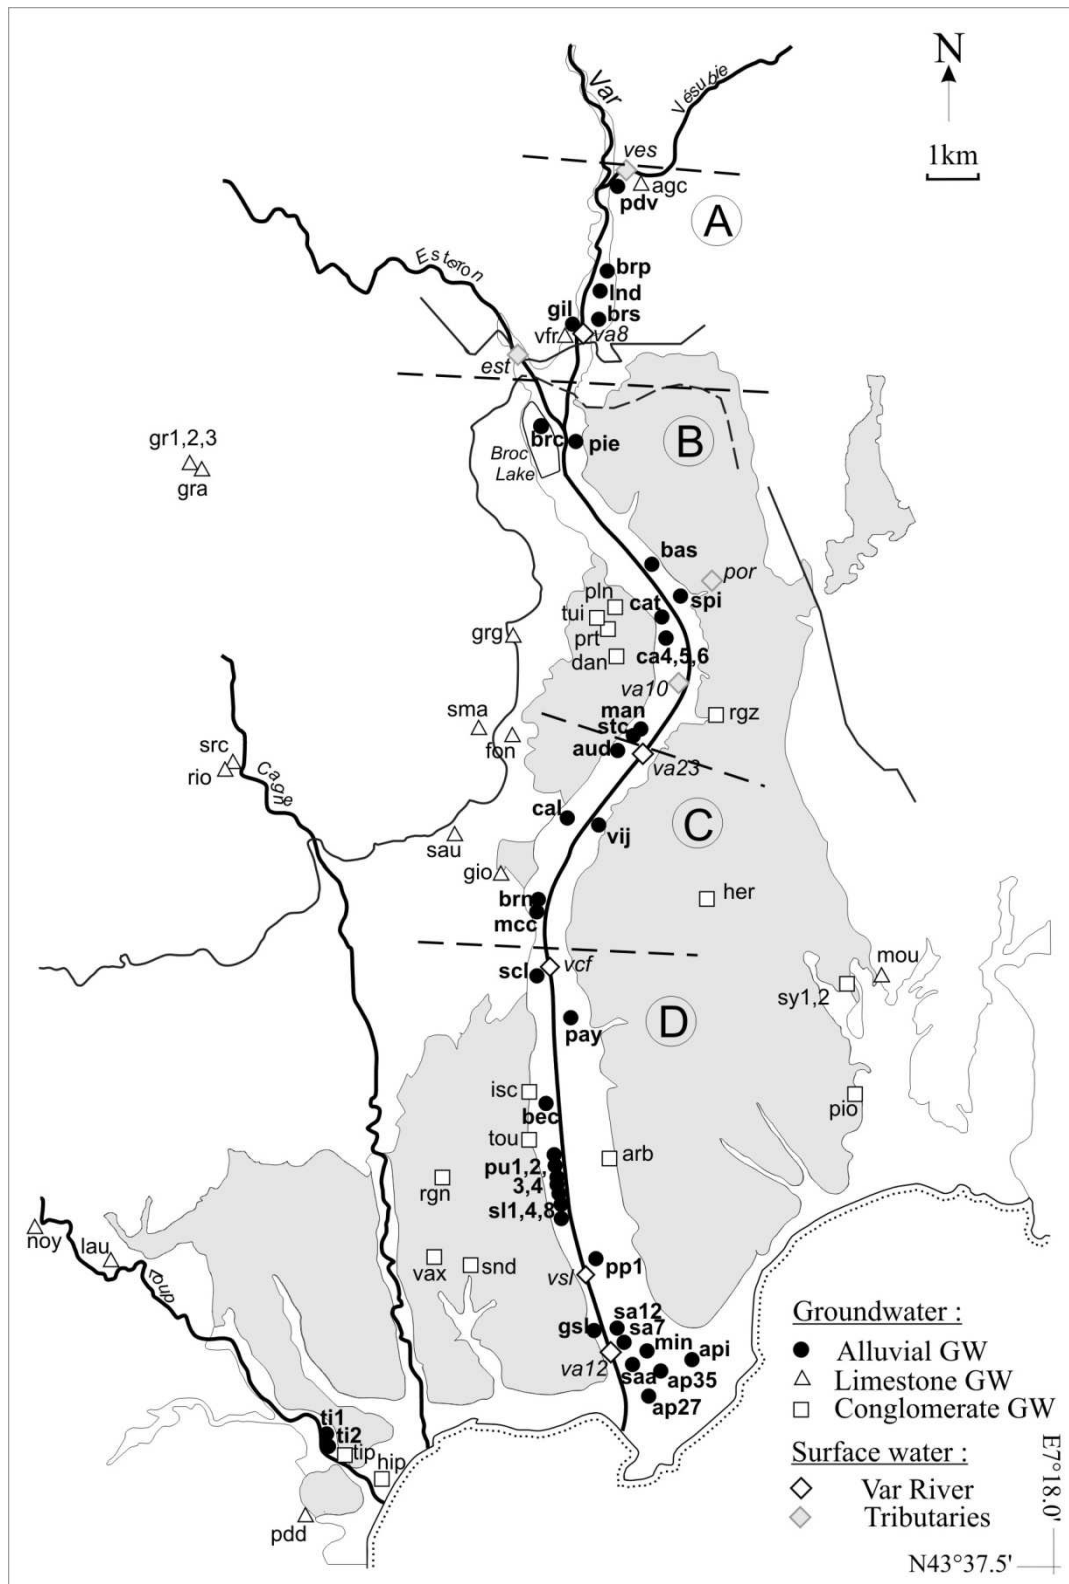 N
1km
Var
Vésubie
ves
agc
pdv
A
Esteron
brp
lnd
brs
gil
vfr
va8
est
B
brc
pie
Broc
Lake
gr1,2,3
gra
bas
por
pln
cat
spi
tui
prt
grg
dan
ca4,5,6
va10
man
rgz
sma
stc
fon
aud
va23
src
rio
Cagne
cal
vij
C
sau
gio
brn
her
mcc
scl
vcf
mou
sy1,2
D
pay
isc
bec
pio
tou
arb
pu1,2,
3,4
rgn
sl1,4,8
noy
lau
Loup
vax
snd
vsl
pp1
sa12
sa7
gsl
min
api
va12
saa
ap35
ap27
ti1
ti2
tip
hip
pdd
Groundwater :
Alluvial GW
Limestone GW
Conglomerate GW
Surface water :
Var River
Tributaries
E7°18.0'
N43°37.5'